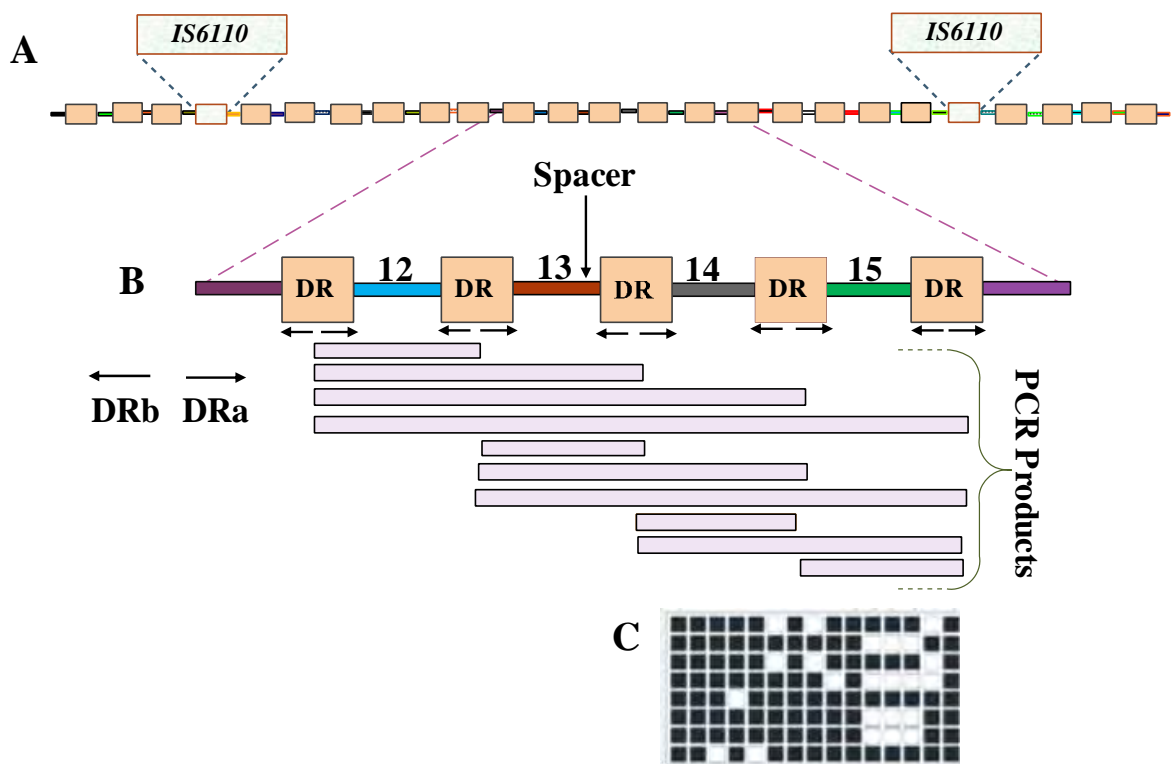 A
IS6110
IS6110
Spacer
B
12
13
14
15
DR
DR
DR
DR
DR
DRb
DRa
PCR Products
C